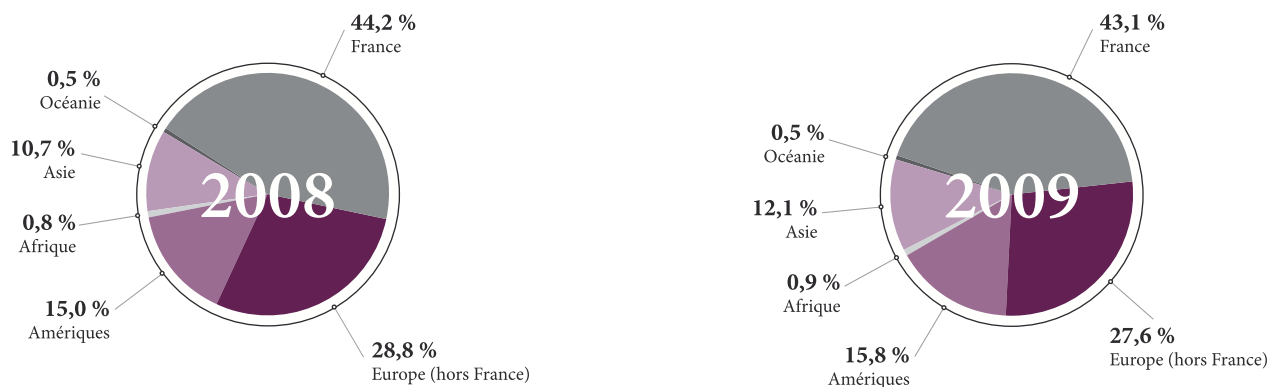 44,2 %
France
0,5 %
Océanie
10,7 %
Asie
0,8 %
Afrique
15,0 %
Amériques
28,8 %
Europe (hors France)
2008
43,1 %
France
0,5 %
Océanie
12,1 %
Asie
0,9 %
Afrique
15,8 %
Amériques
27,6 %
Europe (hors France)
2009